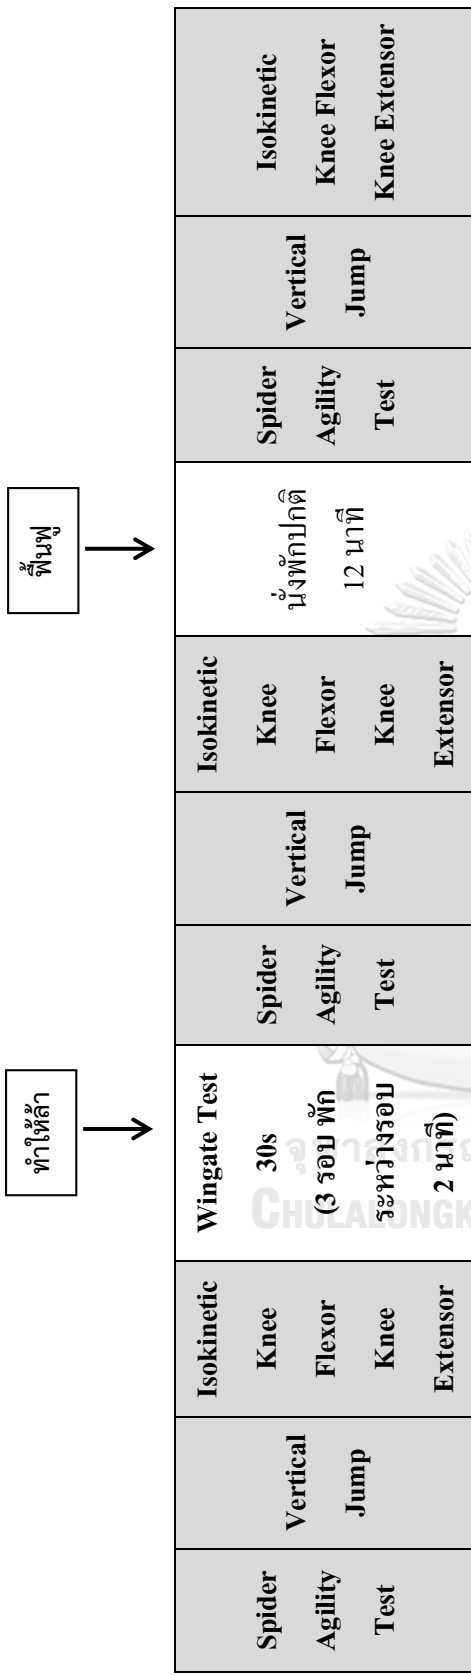 ทำให้ล้า
ฟื้นฟู
Spider
Agility
Test
Vertical
Jump
Isokinetic
Knee
Flexor
Knee
Extensor
Wingate Test
30s
(3 รอบ พัก
ระหว่างรอบ
2 นาที)
Spider
Agility
Test
Vertical
Jump
Isokinetic
Knee
Flexor
Knee
Extensor
นั่งพักปกติ
12 นาที
Spider
Agility
Test
Vertical
Jump
Isokinetic
Knee Flexor
Knee Extensor